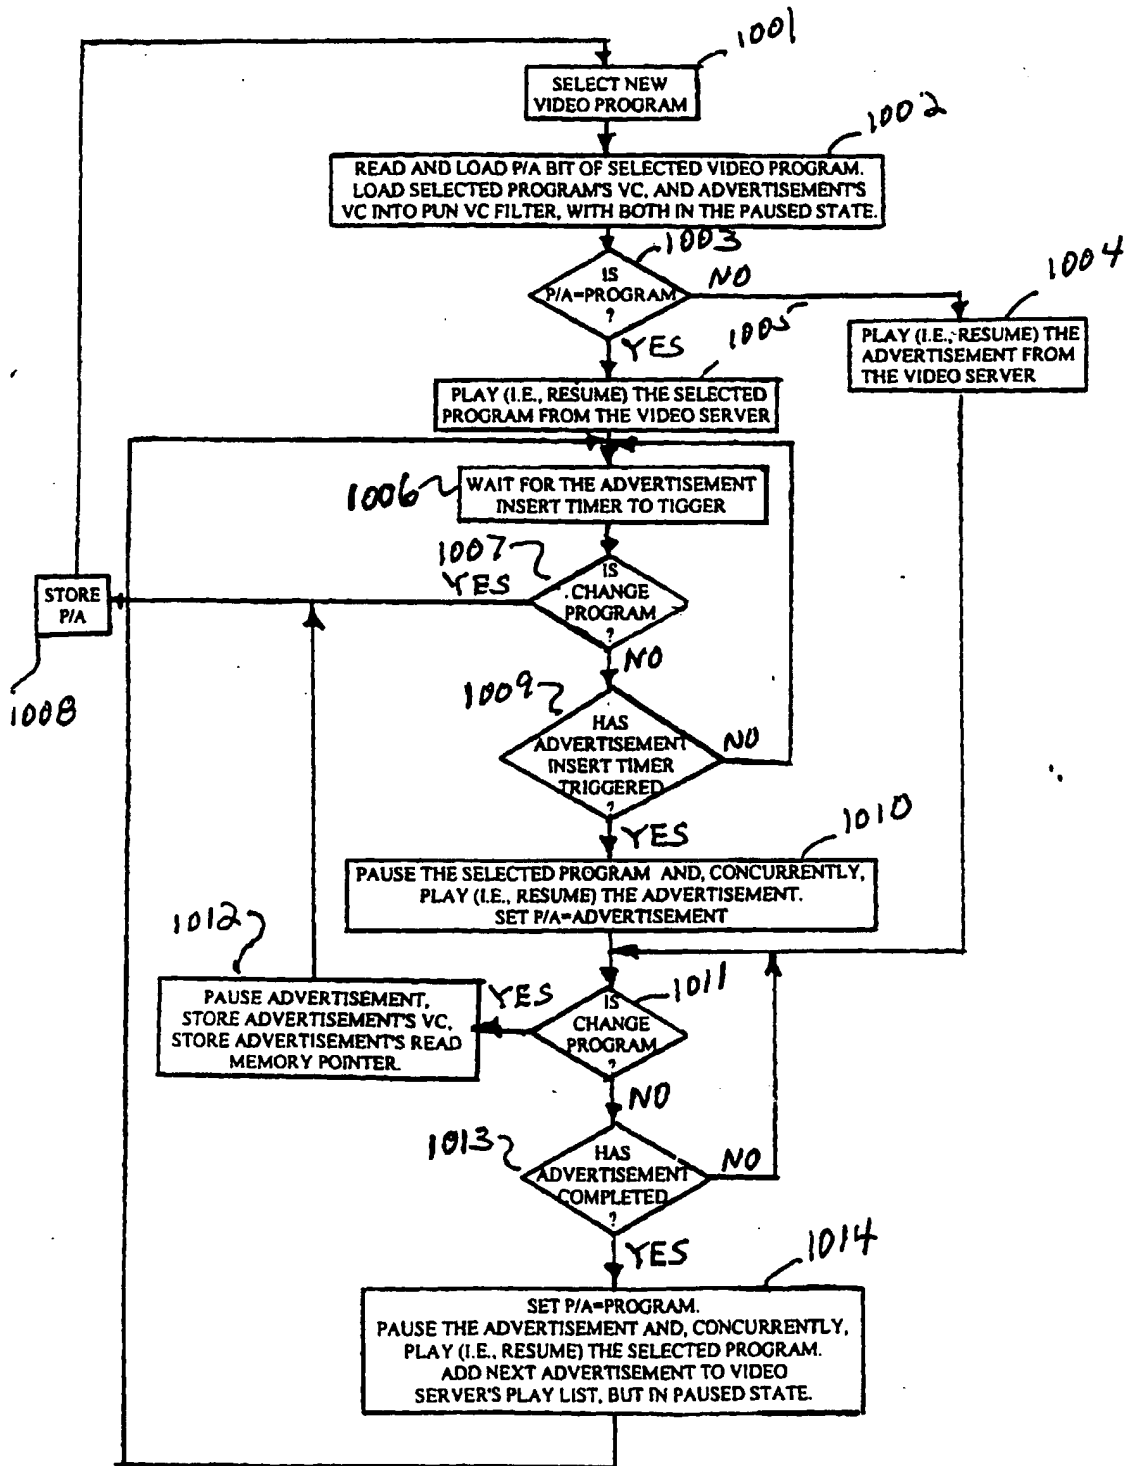 1001
SELECT NEW
VIDEO PROGRAM
1002
READ AND LOAD P/A BIT OF SELECTED VIDEO PROGRAM.
LOAD SELECTED PROGRAM'S VC, AND ADVERTISEMENT'S
VC INTO PUN VC FILTER, WITH BOTH IN THE PAUSED STATE.
1003
IS
P/A=PROGRAM
?
NO
1004
YES
1005
PLAY (I.E., RESUME) THE
ADVERTISEMENT FROM
THE VIDEO SERVER
PLAY (I.E., RESUME) THE SELECTED
PROGRAM FROM THE VIDEO SERVER
1006
WAIT FOR THE ADVERTISEMENT
INSERT TIMER TO TIGGER
1007
YES
IS
CHANGE
PROGRAM
?
STORE
P/A
1008
NO
1009
HAS
ADVERTISEMENT
INSERT TIMER
TRIGGERED
?
NO
YES
1010
PAUSE THE SELECTED PROGRAM AND, CONCURRENTLY,
PLAY (I.E., RESUME) THE ADVERTISEMENT.
SET P/A=ADVERTISEMENT
1012
PAUSE ADVERTISEMENT,
STORE ADVERTISEMENT'S VC,
STORE ADVERTISEMENT'S READ
MEMORY POINTER.
YES
1011
IS
CHANGE
PROGRAM
?
NO
1013
HAS
ADVERTISEMENT
COMPLETED
?
NO
YES
1014
SET P/A=PROGRAM.
PAUSE THE ADVERTISEMENT AND, CONCURRENTLY,
PLAY (I.E., RESUME) THE SELECTED PROGRAM.
ADD NEXT ADVERTISEMENT TO VIDEO
SERVER'S PLAY LIST, BUT IN PAUSED STATE.